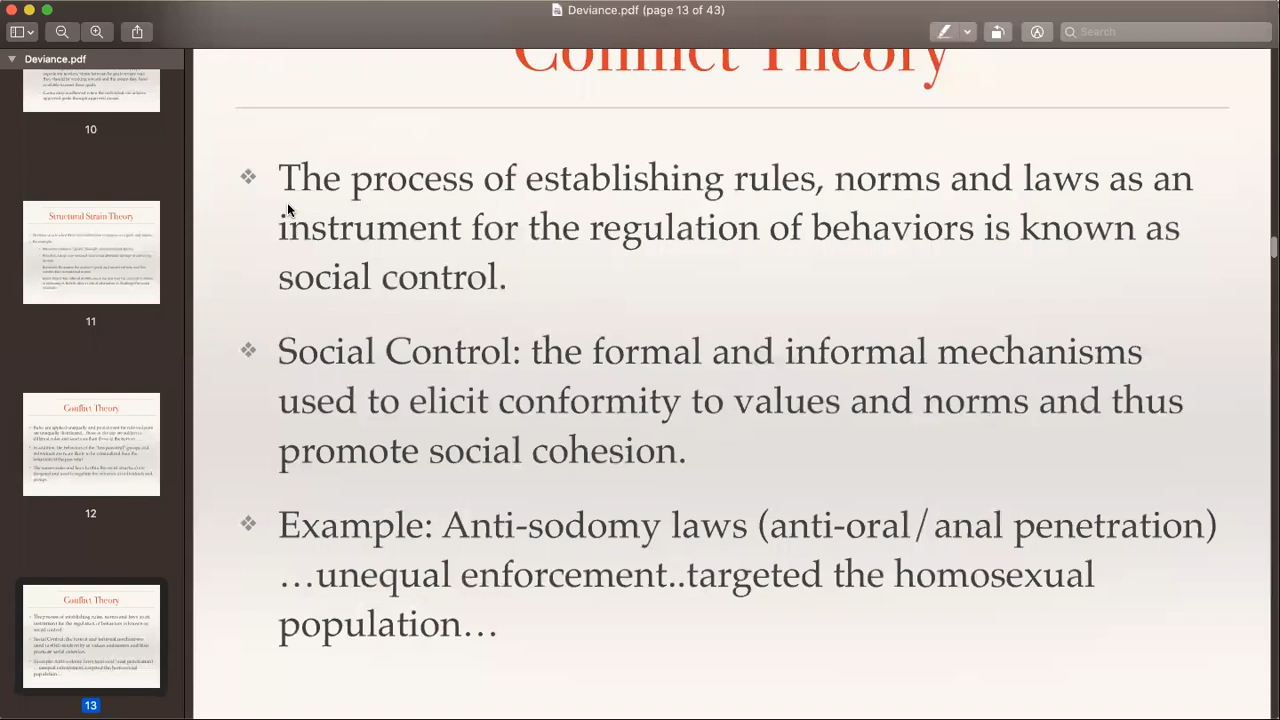 Deviance.pdf (page 13 of 43)
Search
Deviance.pdf
10
Structural Strain Theory
11
Conflict Theory
12
Conflict Theory
13
Conflict Theory
The process of establishing rules, norms and laws as an
instrument for the regulation of behaviors is known as
social control.
Social Control: the formal and informal mechanisms
used to elicit conformity to values and norms and thus
promote social cohesion.
Example: Anti-sodomy laws (anti-oral/anal penetration)
…unequal enforcement..targeted the homosexual
population…